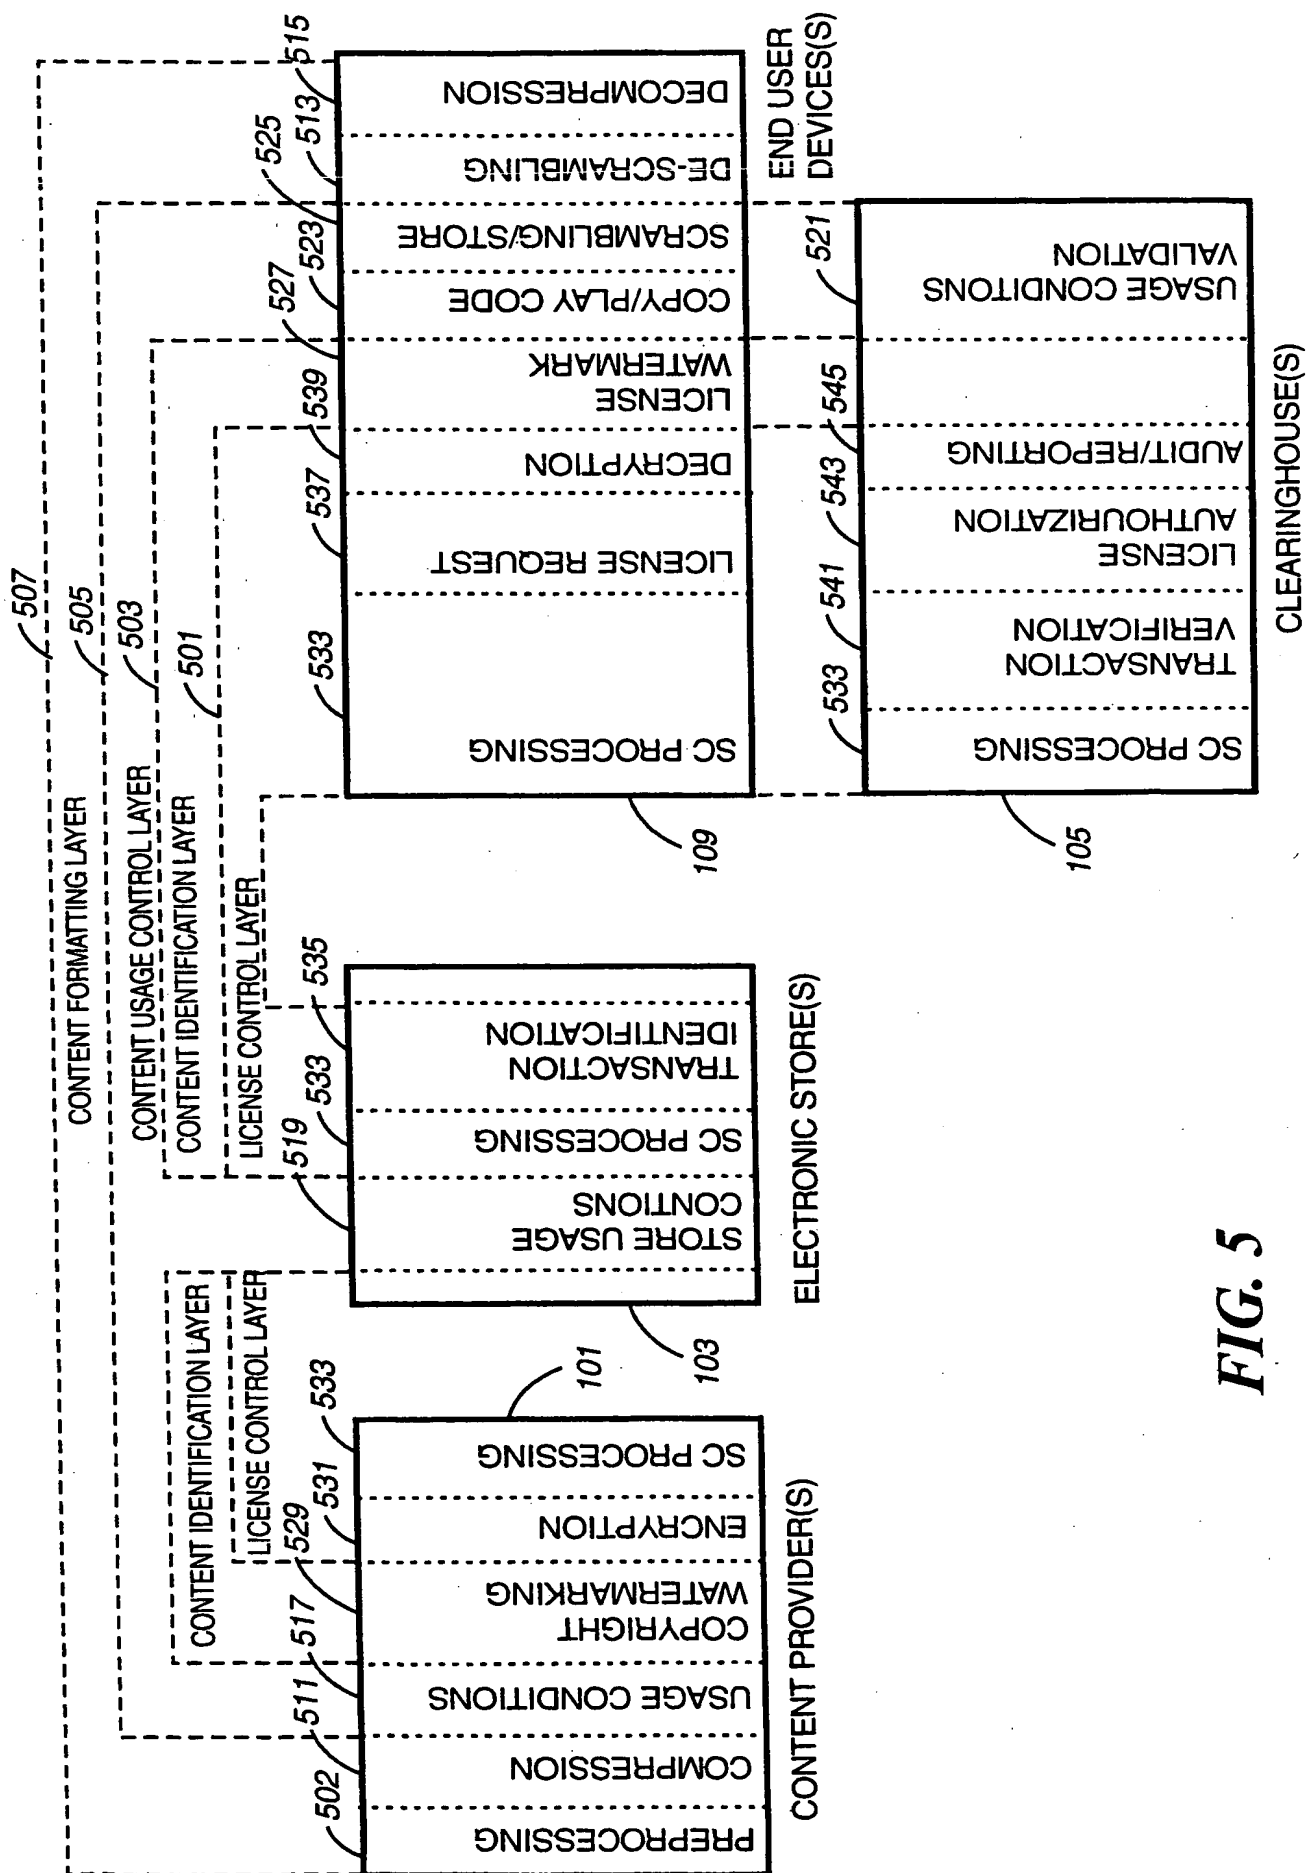 507
CONTENT FORMATTING LAYER
505
CONTENT USAGE CONTROL LAYER
503
CONTENT IDENTIFICATION LAYER
501
LICENSE CONTROL LAYER
CONTENT IDENTIFICATION LAYER
LICENSE CONTROL LAYER
502
511
517
529
531
533
PREPROCESSING
COMPRESSION
USAGE CONDITIONS
COPYRIGHT
WATERMARKING
ENCRYPTION
SC PROCESSING
101
CONTENT PROVIDER(S)
519
533
535
STORE USAGE
CONTIONS
SC PROCESSING
TRANSACTION
IDENTIFICATION
103
ELECTRONIC STORE(S)
533
537
539
527
523
525
513
515
SC PROCESSING
LICENSE REQUEST
DECRYPTION
LICENSE
WATERMARK
COPY/PLAY CODE
SCRAMBLING/STORE
DE-SCRAMBLING
DECOMPRESSION
109
END USER
DEVICES(S)
533
541
543
545
521
SC PROCESSING
TRANSACTION
VERIFICATION
LICENSE
AUTHOURIZATION
AUDIT/REPORTING
USAGE CONDITONS
VALIDATION
105
CLEARINGHOUSE(S)
FIG. 5